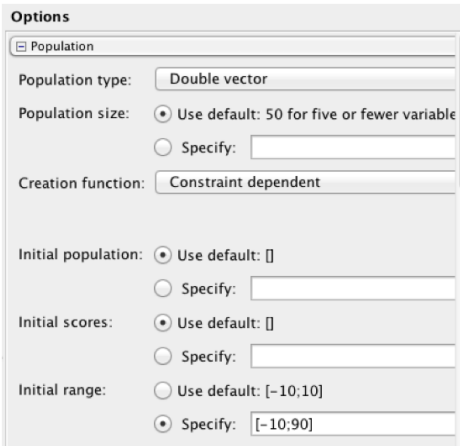 Options
Population
Population type: Double vector
Population size: Use default: 50 for five or fewer variable
Specify:
Creation function: Constraint dependent
Initial population: Use default: []
Specify:
Initial scores: Use default: []
Specify:
Initial range: Use default: [-10;10]
Specify: [-10;90]